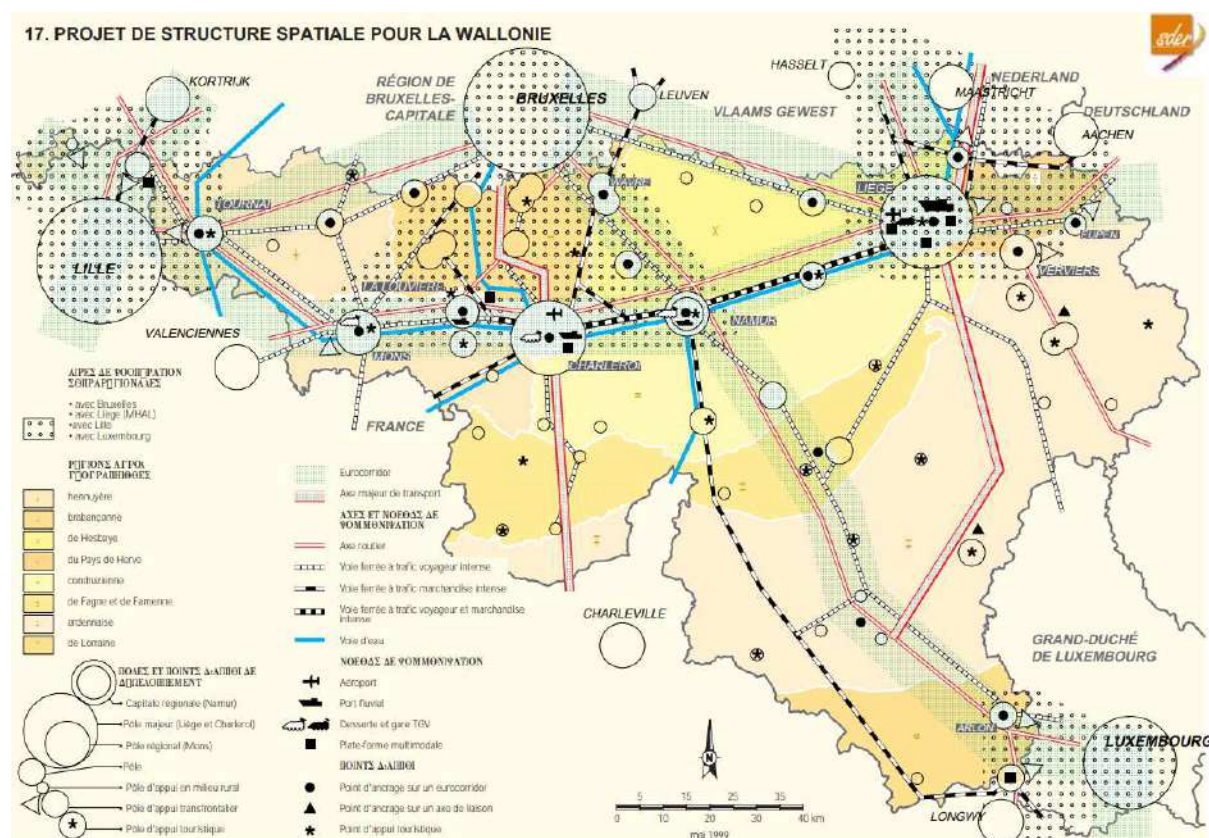 17. PROJET DE STRUCTURE SPATIALE POUR LA WALLONIE
sder
KORTRIJK
RÉGION DE
BRUXELLES-
CAPITALE
BRUXELLES
LEUVEN
VLAAMS GEWEST
HASSELT
NEDERLAND
MAASTRICHT
DEUTSCHLAND
AACHEN
TOURNAI
WAVRE
LIEGE
LILLE
EUPEN
VERVIERS
LA LOUVIERE
VALENCIENNES
MONS
CHARLEROI
NAMUR
FRANCE
CHARLEVILLE
GRAND-DUCHÉ
DE LUXEMBOURG
ARLON
LUXEMBOURG
LONGWY
• avec Bruxelles
• avec Liège (MHAL)
• avec Lille
• avec Luxembourg
hennuyère
brabançonne
de Hesbaye
du Pays de Herve
condruzienne
de Fagne et de Famenne
ardennaise
de Lorraine
Capitale régionale (Namur)
Pôle majeur (Liège et Charleroi)
Pôle régional (Mons)
Pôle
Pôle d'appui en milieu rural
Pôle d'appui transfrontalier
Pôle d'appui touristique
Eurocorridor
Axe majeur de transport
Axe routier
Voie ferrée à trafic voyageur intense
Voie ferrée à trafic marchandise intense
Voie ferrée à trafic voyageur et marchandise
intense
Voie d'eau
Aéroport
Port fluvial
Desserte et gare TGV
Plate-forme multimodale
Point d'ancrage sur un eurocorridor
Point d'ancrage sur un axe de liaison
Point d'appui touristique
N
0 5 10 15 20 25 30 35 40 km
mai 1999